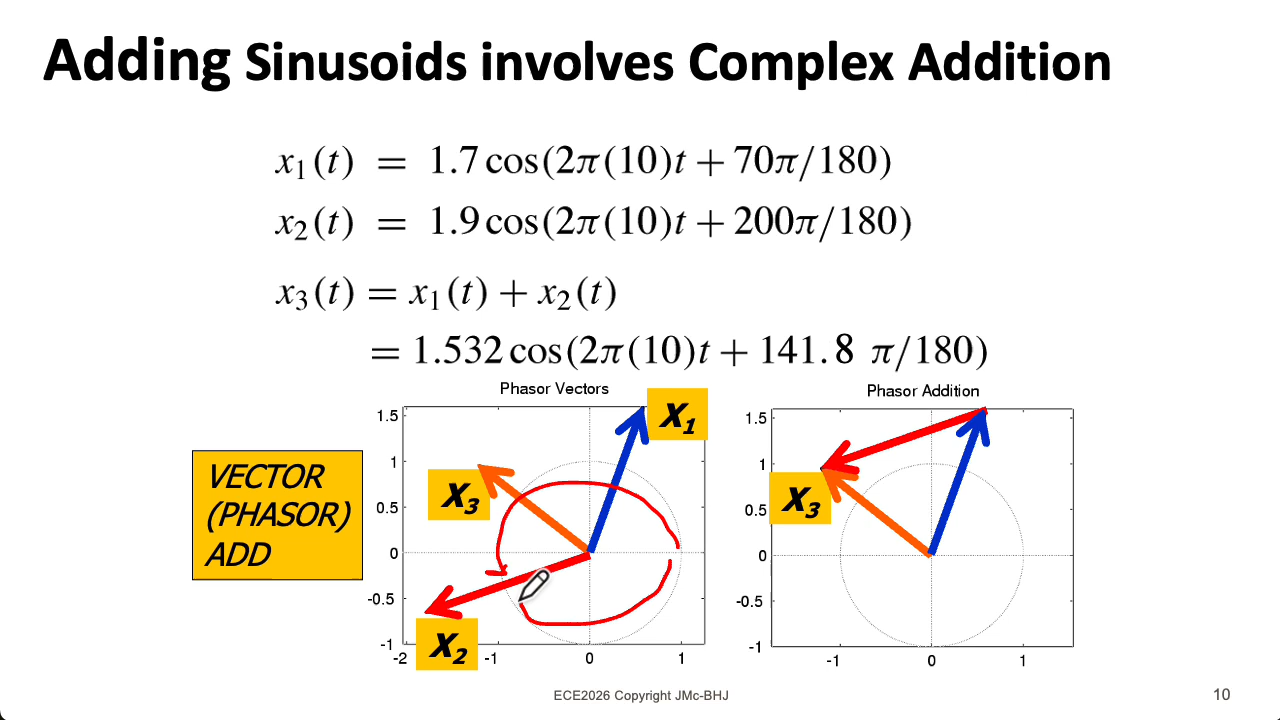 Adding Sinusoids involves Complex Addition
x₁(t) = 1.7 cos(2π(10)t + 70π/180)
x₂(t) = 1.9 cos(2π(10)t + 200π/180)
x₃(t) = x₁(t) + x₂(t)
= 1.532 cos(2π(10)t + 141.8 π/180)
VECTOR
(PHASOR)
ADD
Phasor Vectors
1.5
1
0.5
0
-0.5
-1
-2
-1
0
1
X₁
X₃
X₂
Phasor Addition
1.5
1
0.5
0
-0.5
-1
-1
0
1
X₃
ECE2026 Copyright JMc-BHJ
10